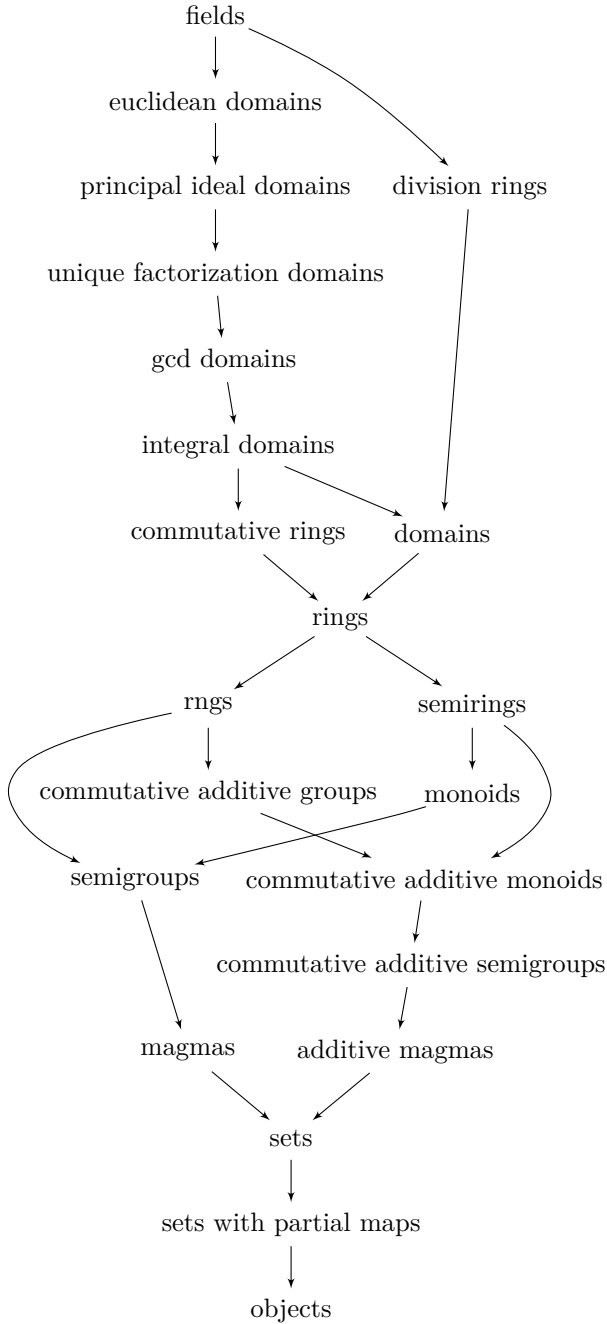 fields
euclidean domains
principal ideal domains
division rings
unique factorization domains
gcd domains
integral domains
commutative rings
domains
rings
rngs
semirings
commutative additive groups
monoids
semigroups
commutative additive monoids
commutative additive semigroups
magmas
additive magmas
sets
sets with partial maps
objects